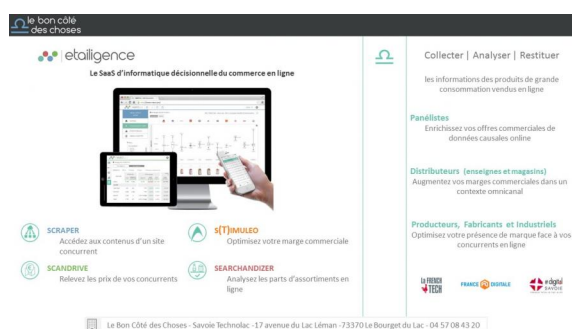 le bon côté
des choses
etailigence
Le SaaS d'informatique décisionnelle du commerce en ligne
SCRAPER
Accédez aux contenus d'un site
concurrent
S(T)IMULEO
Optimisez votre marge commerciale
SCANDRIVE
Relevez les prix de vos concurrents
SEARCHANDIZER
Analysez les parts d'assortiments en
ligne
Collecter | Analyser | Restituer
les informations des produits de grande
consommation vendus en ligne
Panélistes
Enrichissez vos offres commerciales de
données causales online
Distributeurs (enseignes et magasins)
Augmentez vos marges commerciales dans un
contexte omnicanal
Producteurs, Fabricants et Industriels
Optimisez votre présence de marque face à vos
concurrents en ligne
La FRENCH
TECH
FRANCE DIGITALE
e digital
SAVOIE
Le Bon Côté des Choses - Savoie Technolac -17 avenue du Lac Léman -73370 Le Bourget du Lac - 04 57 08 43 20